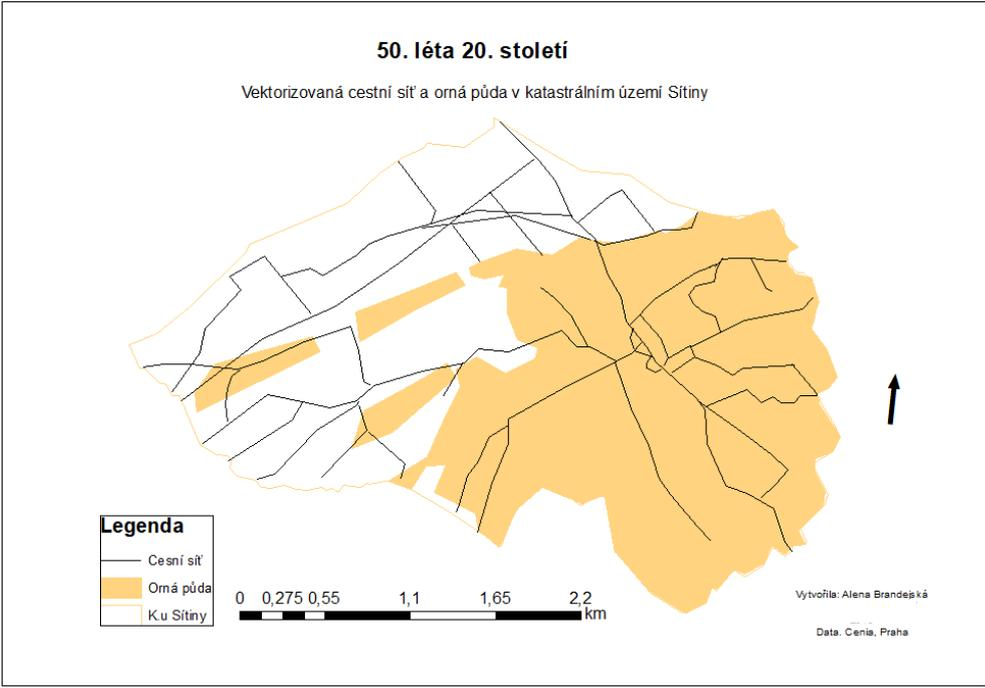 50. léta 20. století
Vektorizovaná cestní síť a orná půda v katastrálním území Sítiny
Legenda
Cesní síť
Orná půda
K.u Sítiny
0 0,275 0,55 1,1 1,65 2,2
km
Vytvořila: Alena Brandejská
Data. Cenia, Praha